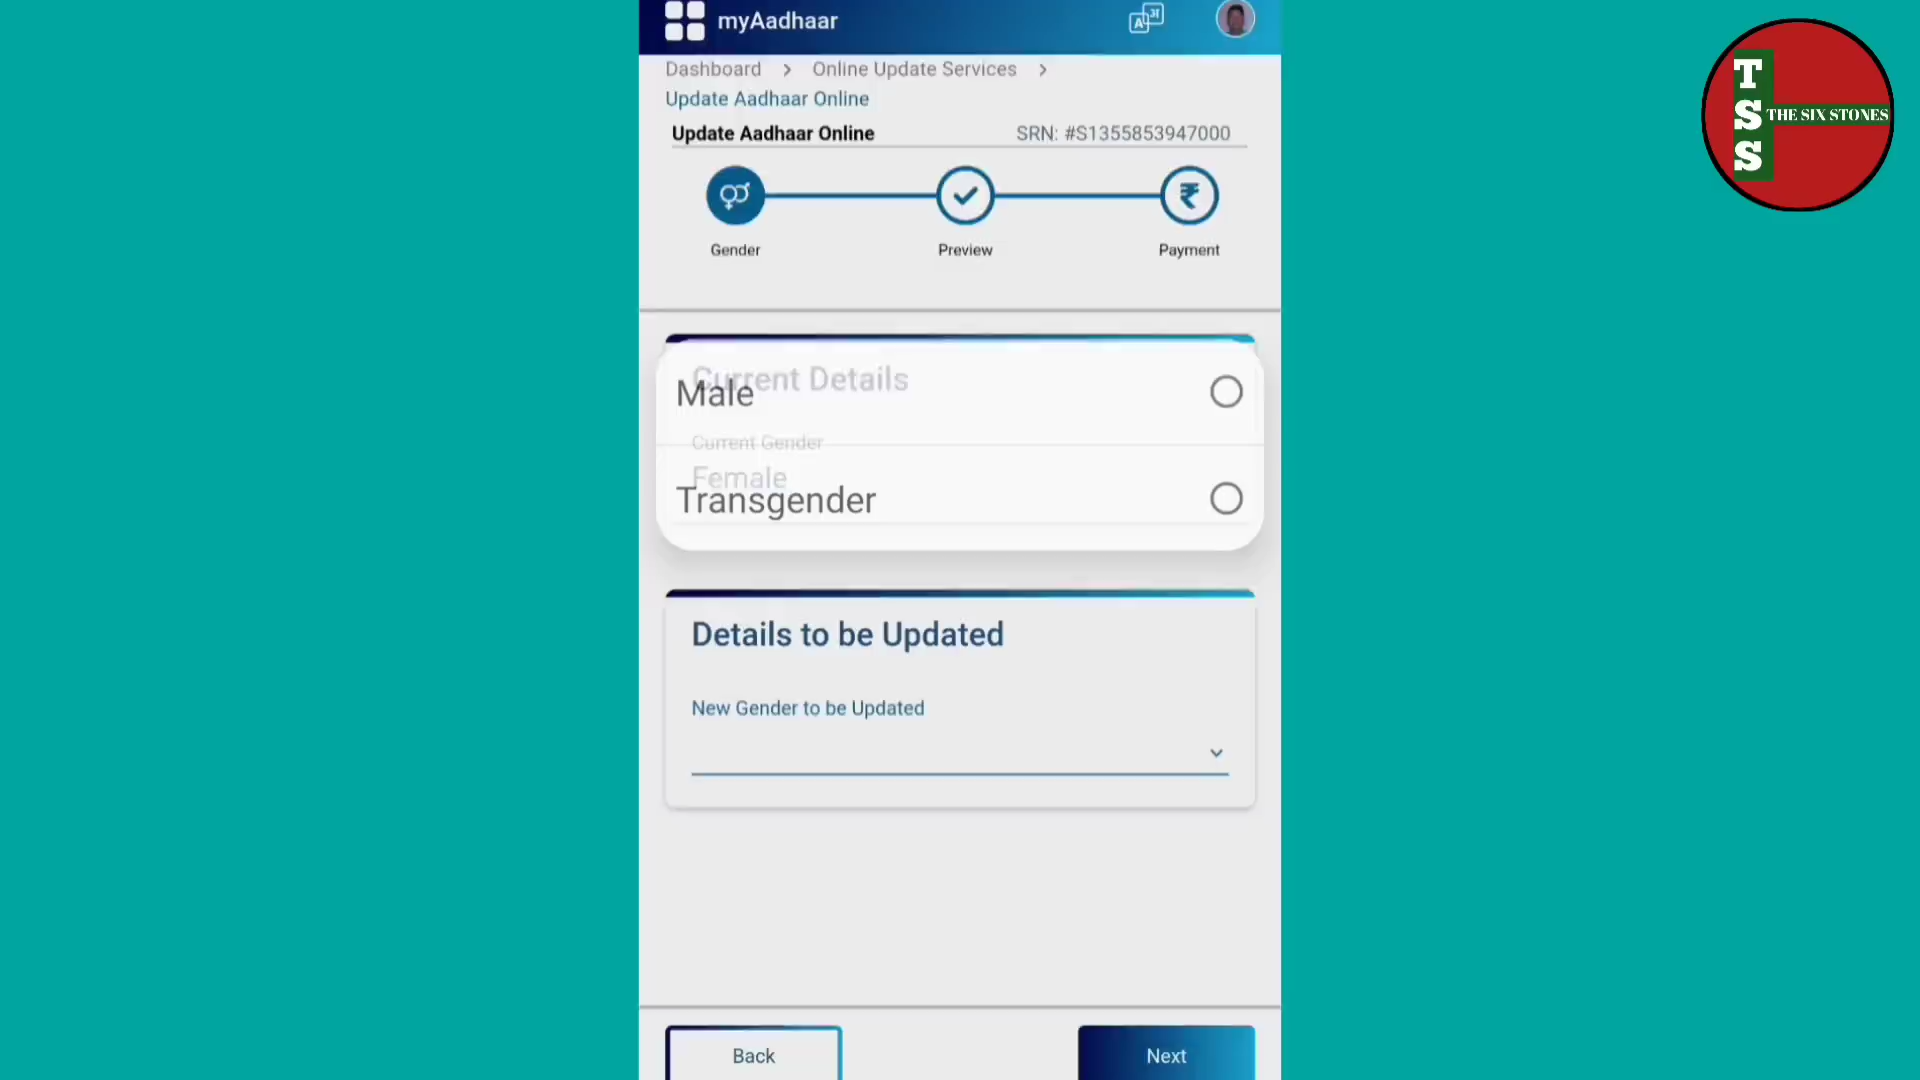 myAadhaar
Dashboard > Online Update Services >
Update Aadhaar Online
Update Aadhaar Online SRN: #S1355853947000
Gender Preview Payment
Current Details
Male
Current Gender
Female
Transgender
Details to be Updated
New Gender to be Updated
Back Next
T
S THE SIX STONES
S